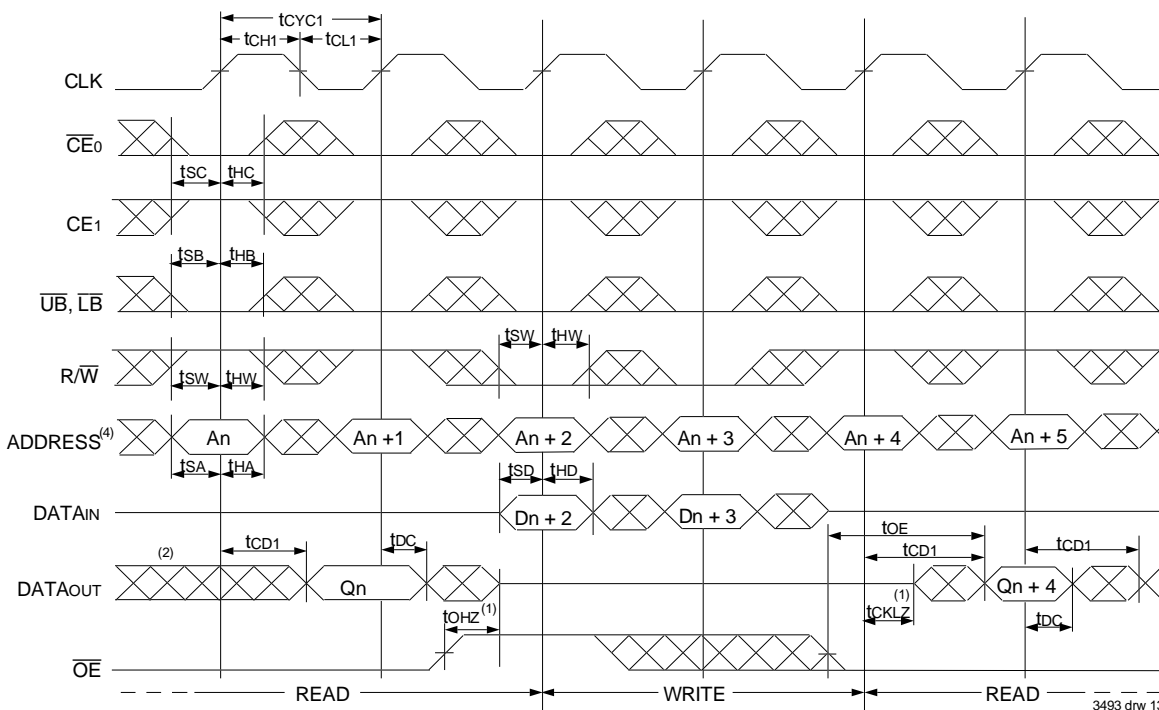 tCYC1
tCH1 tCL1
CLK
CE0
tSC tHC
CE1
tSB tHB
UB, LB
tSW tHW
R/W
tSW tHW
ADDRESS(4) An An + 1 An + 2 An + 3 An + 4 An + 5
tSA tHA
tSD tHD
DATAIN Dn + 2 Dn + 3
tOE
(2) tCD1 tDC tCD1 tCD1
DATAOUT Qn Qn + 4
tOHZ(1) tCKLZ(1) tDC
OE
READ WRITE READ
3493 drw 13